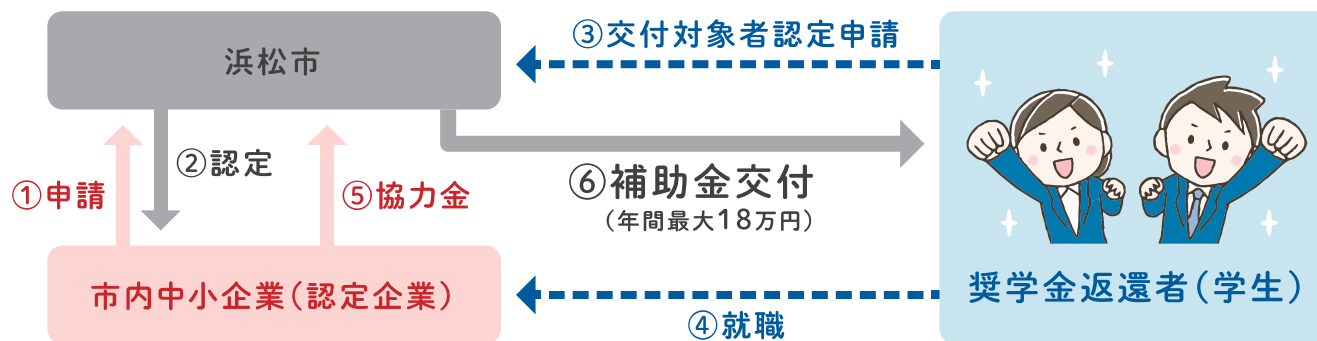 ③交付対象者認定申請
浜松市
②認定
①申請
⑤協力金
⑥補助金交付
（年間最大18万円）
市内中小企業（認定企業）
④就職
奨学金返還者（学生）